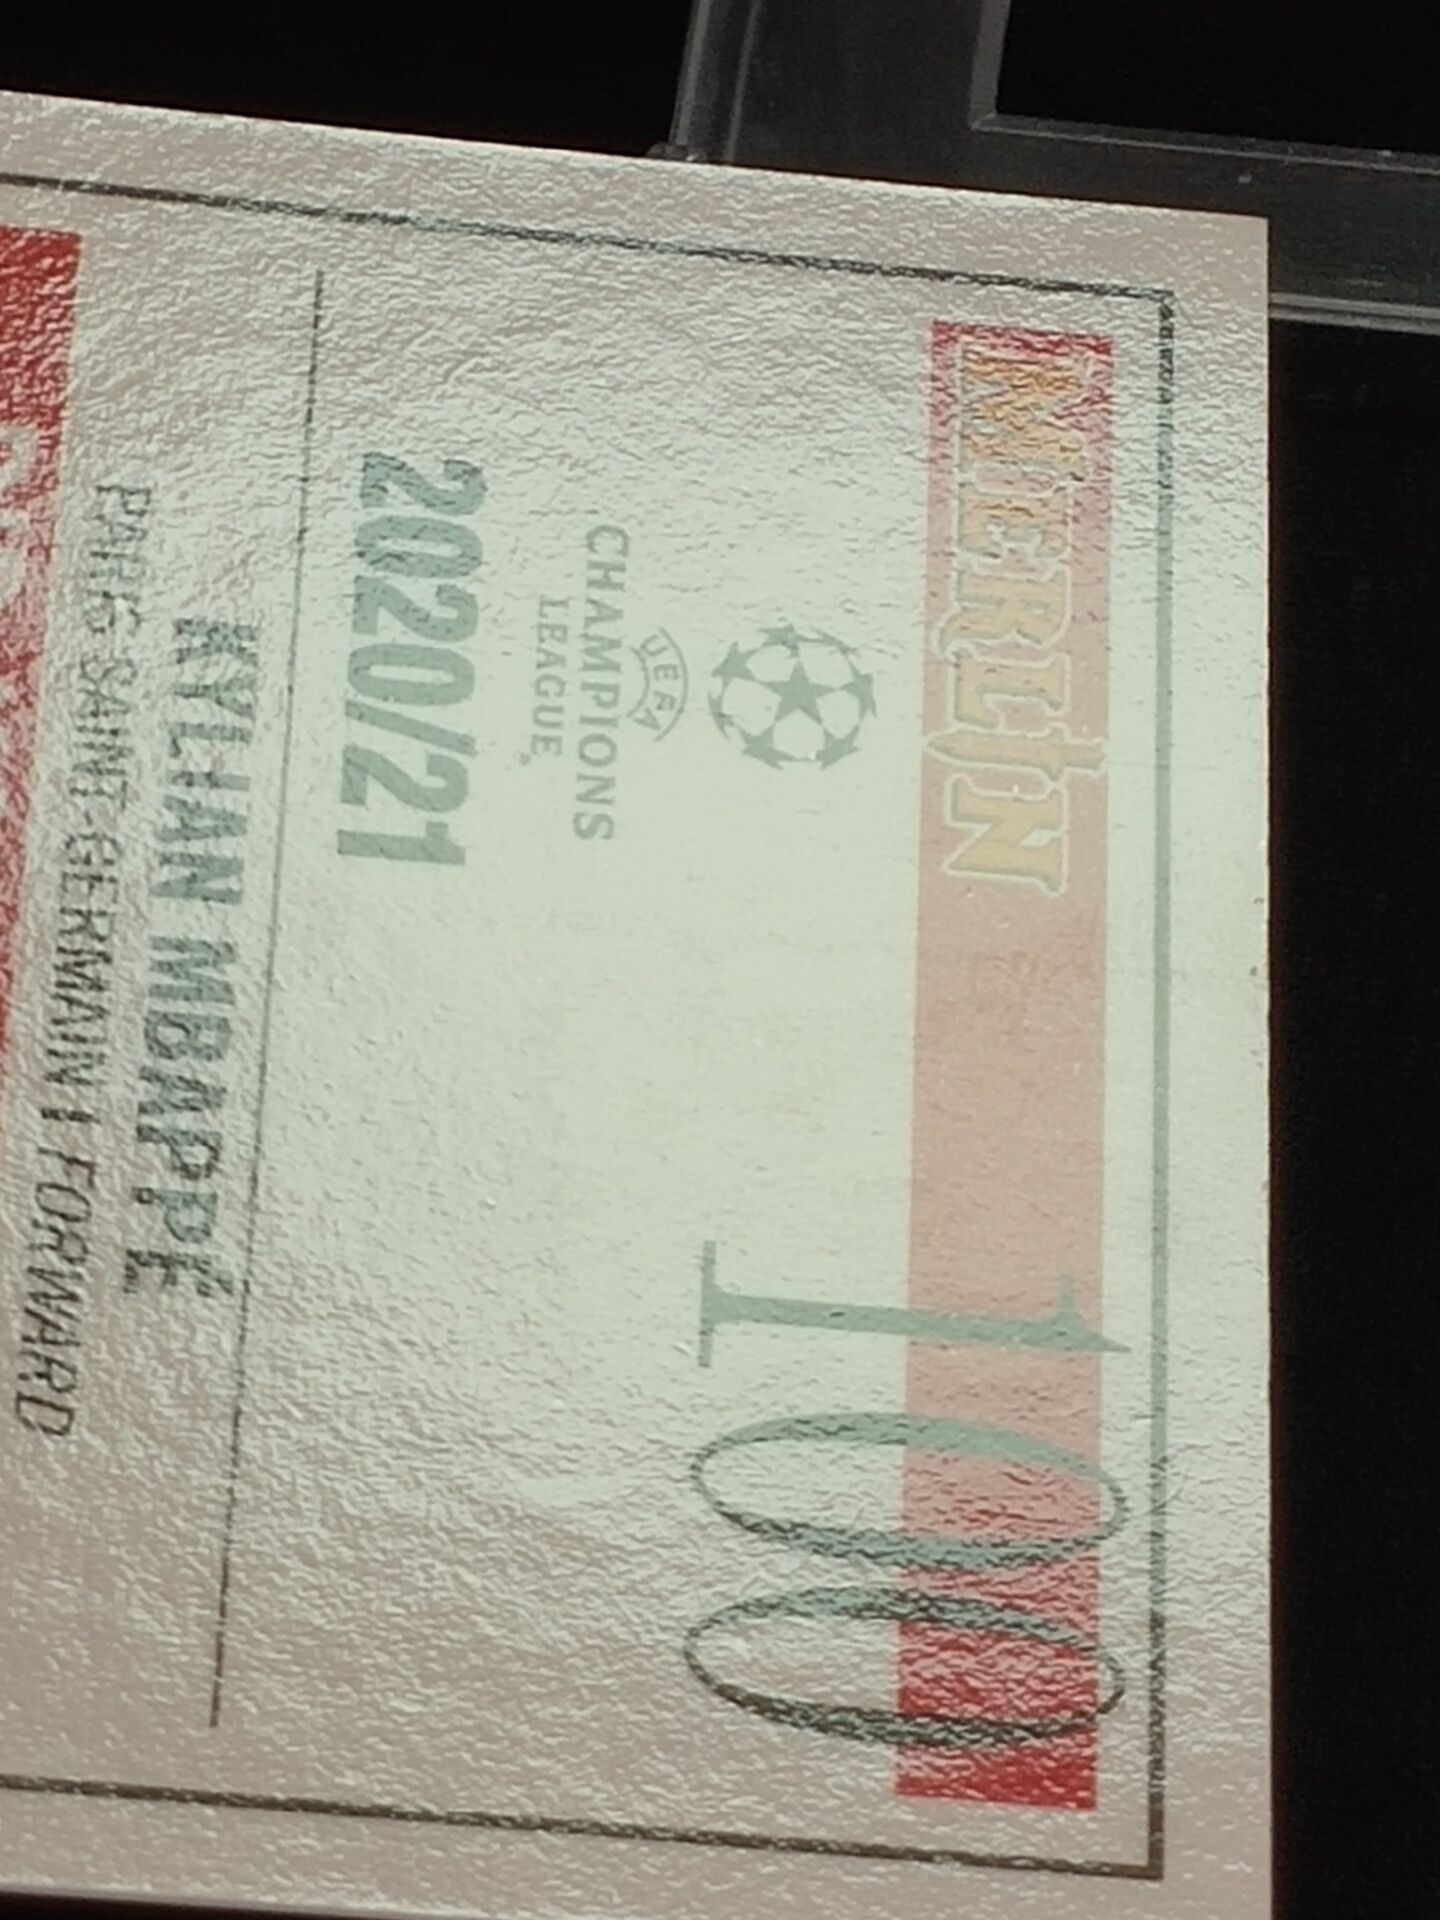 MERLIN
100
UEFA
CHAMPIONS
LEAGUE
2020/21
KYLIAN MBAPPÉ
PARIS SAINT-GERMAIN | FORWARD